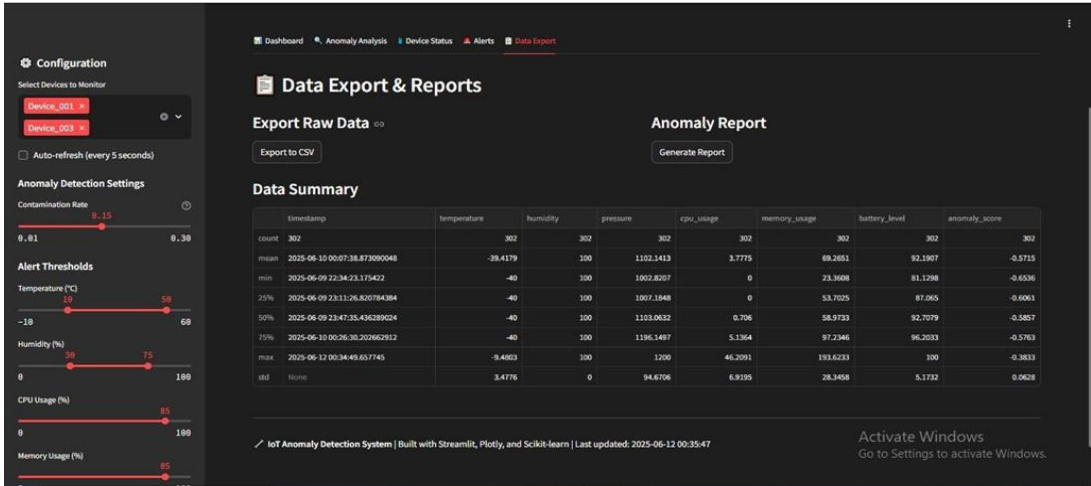 Dashboard Anomaly Analysis Device Status Alerts Data Export
Configuration
Select Devices to Monitor
Device_001 ×
Device_003 ×
Auto-refresh (every 5 seconds)
Anomaly Detection Settings
Contamination Rate
0.15
0.01 0.30
Alert Thresholds
Temperature (°C)
10 50
-10 60
Humidity (%)
30 75
0 100
CPU Usage (%)
85
0 100
Memory Usage (%)
85
Data Export & Reports
Export Raw Data
Export to CSV
Anomaly Report
Generate Report
Data Summary
timestamp temperature humidity pressure cpu_usage memory_usage battery_level anomaly_score
count 302 302 302 302 302 302 302 302
mean 2025-06-10 00:07:38.873090048 -39.4179 100 1102.1413 3.7775 69.2651 92.1907 -0.5715
min 2025-06-09 22:34:23.175422 -40 100 1002.8207 0 23.3608 81.1298 -0.6536
25% 2025-06-09 23:11:26.820784384 -40 100 1007.1848 0 53.7025 87.065 -0.6061
50% 2025-06-09 23:47:35.436289024 -40 100 1103.0632 0.706 58.9733 92.7079 -0.5857
75% 2025-06-10 00:26:30.202662912 -40 100 1196.1497 5.1364 97.2346 96.2033 -0.5763
max 2025-06-12 00:34:49.657745 -9.4803 100 1200 46.2091 193.6233 100 -0.3833
std None 3.4776 0 94.6706 6.9195 28.3458 5.1732 0.0628
IoT Anomaly Detection System | Built with Streamlit, Plotly, and Scikit-learn | Last updated: 2025-06-12 00:35:47
Activate Windows
Go to Settings to activate Windows.